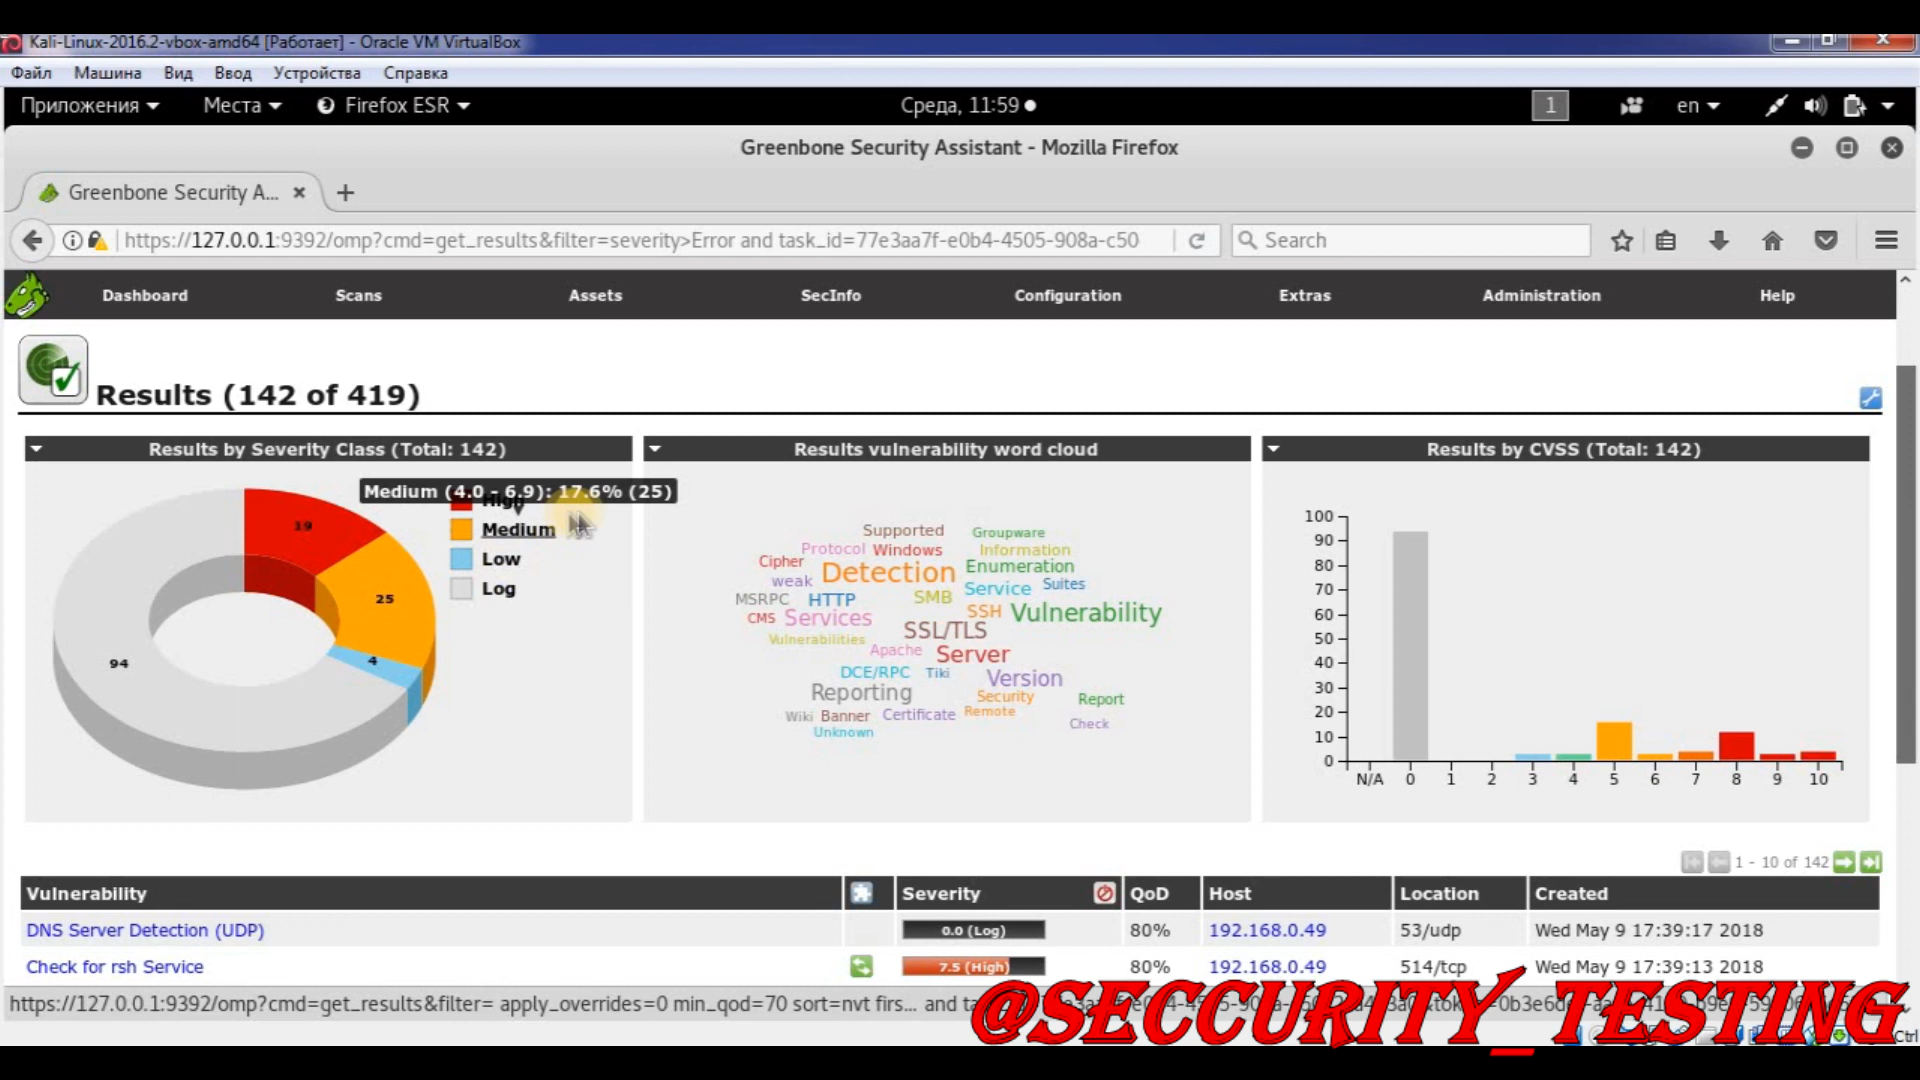 Kali-Linux-2016.2-vbox-amd64 [Работает] - Oracle VM VirtualBox
Файл Машина Вид Ввод Устройства Справка
Приложения Места Firefox ESR Среда, 11:59 1 en
Greenbone Security Assistant - Mozilla Firefox
Greenbone Security A...
https://127.0.0.1:9392/omp?cmd=get_results&filter=severity>Error and task_id=77e3aa7f-e0b4-4505-908a-c50 Search
Dashboard Scans Assets SecInfo Configuration Extras Administration Help
Results (142 of 419)
Results by Severity Class (Total: 142)
Medium (4.0 - 6.9): 17.6% (25)
High
Medium
Low
Log
19
25
4
94
Results vulnerability word cloud
Supported Groupware
Protocol Windows Information
Cipher Detection Enumeration
weak Service Suites
MSRPC HTTP SMB SSH Vulnerability
CMS Services
Vulnerabilities SSL/TLS
Apache Server
DCE/RPC Tiki Version
Reporting Security Report
Wiki Banner Certificate Remote Check
Unknown
Results by CVSS (Total: 142)
100
90
80
70
60
50
40
30
20
10
0
N/A 0 1 2 3 4 5 6 7 8 9 10
1 - 10 of 142
Vulnerability Severity QoD Host Location Created
DNS Server Detection (UDP) 0.0 (Log) 80% 192.168.0.49 53/udp Wed May 9 17:39:17 2018
Check for rsh Service 7.5 (High) 80% 192.168.0.49 514/tcp Wed May 9 17:39:13 2018
https://127.0.0.1:9392/omp?cmd=get_results&filter= apply_overrides=0 min_qod=70 sort=nvt firs... and
@SECCURITY_TESTING
Ctrl